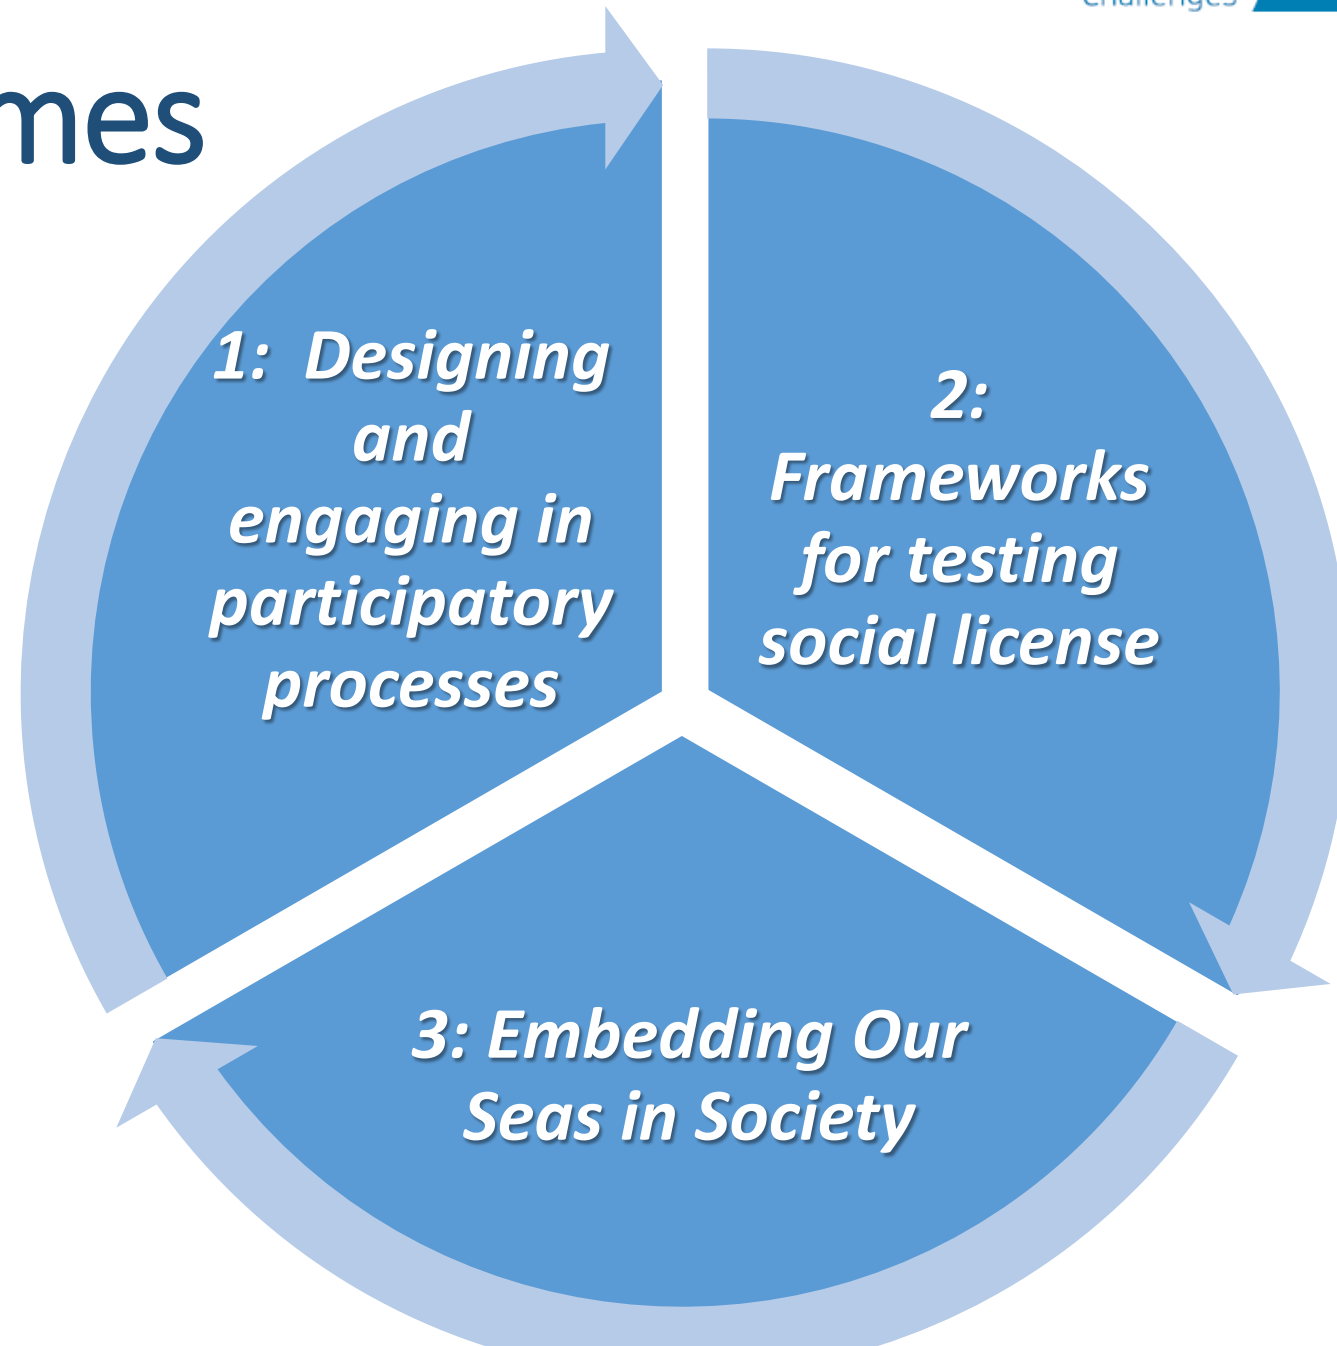 challenges
mes
1: Designing
and
engaging in
participatory
processes
2:
Frameworks
for testing
social license
3: Embedding Our
Seas in Society